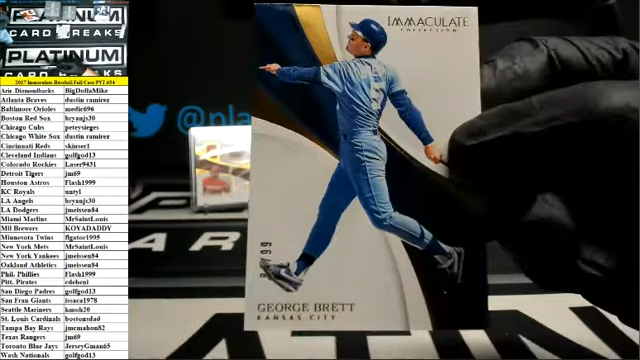 PLATINUM
CARD BREAKS
PLATINUM
CARD BREAKS
2017 Immaculate Baseball Full Case PYT #34
Ariz. Diamondbacks BigDollaMike
Atlanta Braves dustin ramirez
Baltimore Orioles medic696
Boston Red Sox bryanjs30
Chicago Cubs peteysieges
Chicago White Sox dustin ramirez
Cincinnati Reds skinser1
Cleveland Indians golfgod13
Colorado Rockies Laser9431
Detroit Tigers jm69
Houston Astros Flash1999
KC Royals untyl
LA Angels bryanjs30
LA Dodgers jmeissen84
Miami Marlins MrSaintLouis
Mil Brewers KOYADADDY
Minnesota Twins flgator1995
New York Mets MrSaintLouis
New York Yankees jmeissen84
Oakland Athletics jmeissen84
Phil. Phillies Flash1999
Pitt. Pirates cdebeni
San Diego Padres golfgod13
San Fran Giants issaca1978
Seattle Mariners kmoh20
St. Louis Cardinals bostonsdad
Tampa Bay Rays jmcmahon82
Texas Rangers jm69
Toronto Blue Jays JerseyGman65
Wash Nationals golfgod13
@pla
IMMACULATE
COLLECTION
GEORGE BRETT
KANSAS CITY